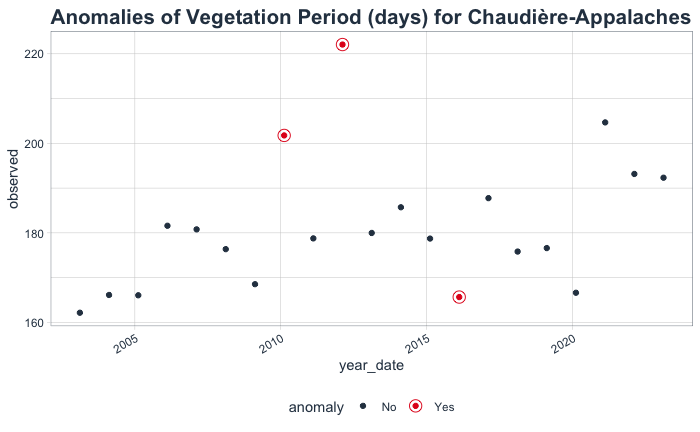 Anomalies of Vegetation Period (days) for Chaudière-Appalaches
observed
220
200
180
160
2005
2010
2015
2020
year_date
anomaly No Yes